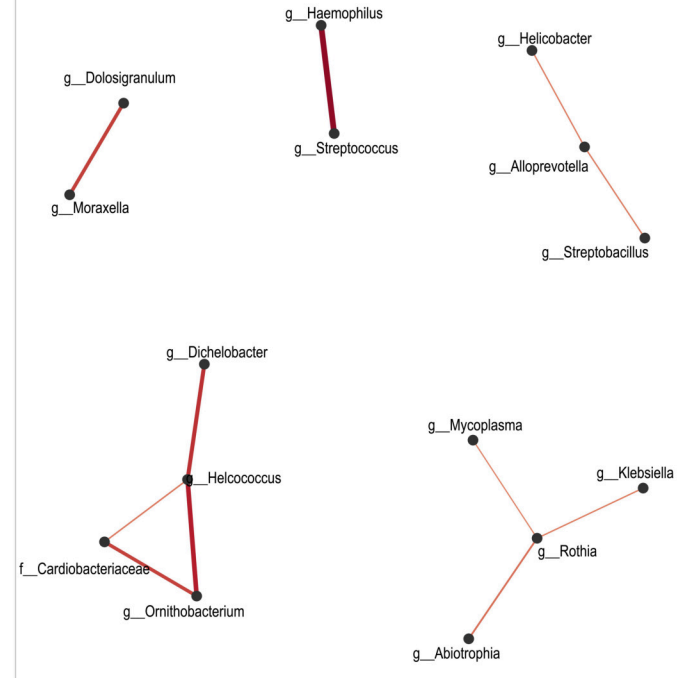 g__Haemophilus
g__Helicobacter
g__Dolosigranulum
g__Streptococcus
g__Alloprevotella
g__Moraxella
g__Streptobacillus
g__Dichelobacter
g__Mycoplasma
g__Klebsiella
g__Helcococcus
g__Rothia
f__Cardiobacteriaceae
g__Ornithobacterium
g__Abiotrophia